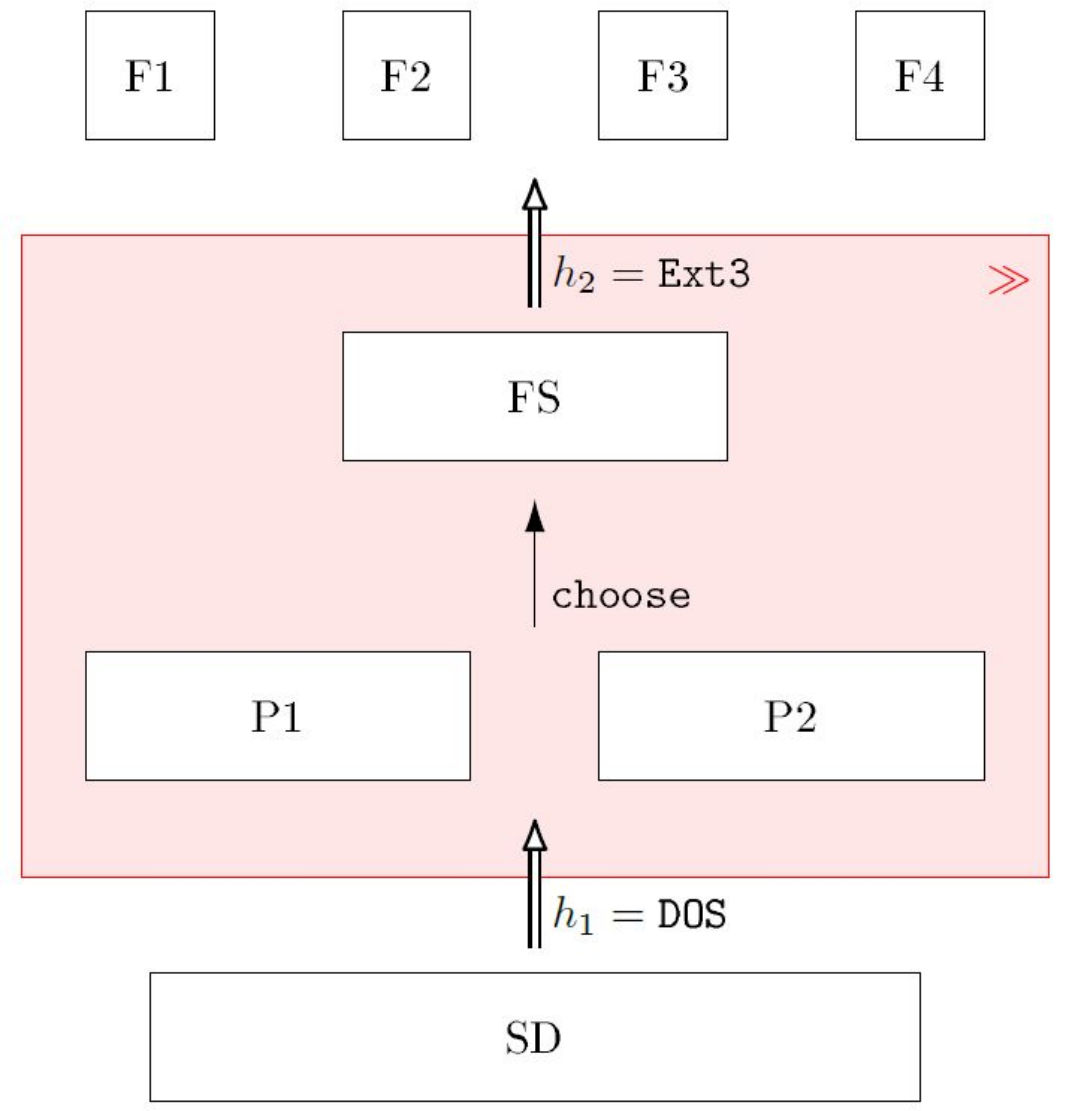 F1 F2 F3 F4
h₂ = Ext3
≫
FS
choose
P1 P2
h₁ = DOS
SD